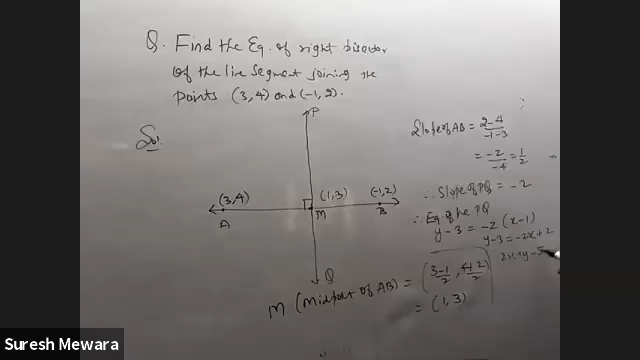 Q. Find the Eq. of right bisector
of the line segment joining the
points (3,4) and (-1,2).
Sol.
P
(3,4)
(1,3)
(-1,2)
A
M
B
Q
M (Midpoint of AB) = (3-1/2, 4+2/2)
= (1,3)
Slope of AB = 2-4/-1-3
= -2/-4 = 1/2
∴ Slope of PQ = -2
∴ Eq. of the PQ
y-3 = -2(x-1)
y-3 = -2x+2
2x+y-5
Suresh Mewara